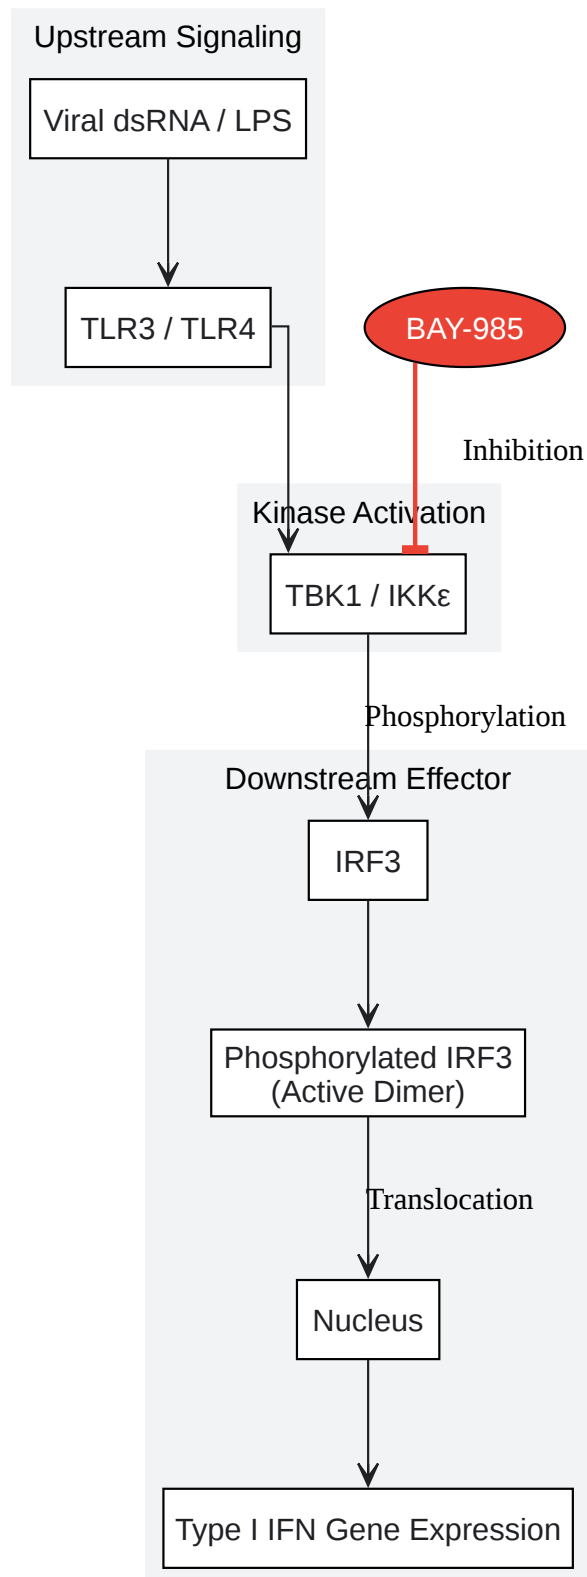 Upstream Signaling
Viral dsRNA / LPS
TLR3 / TLR4
BAY-985
Inhibition
Kinase Activation
TBK1 / IKKε
Phosphorylation
Downstream Effector
IRF3
Phosphorylated IRF3
(Active Dimer)
Translocation
Nucleus
Type I IFN Gene Expression